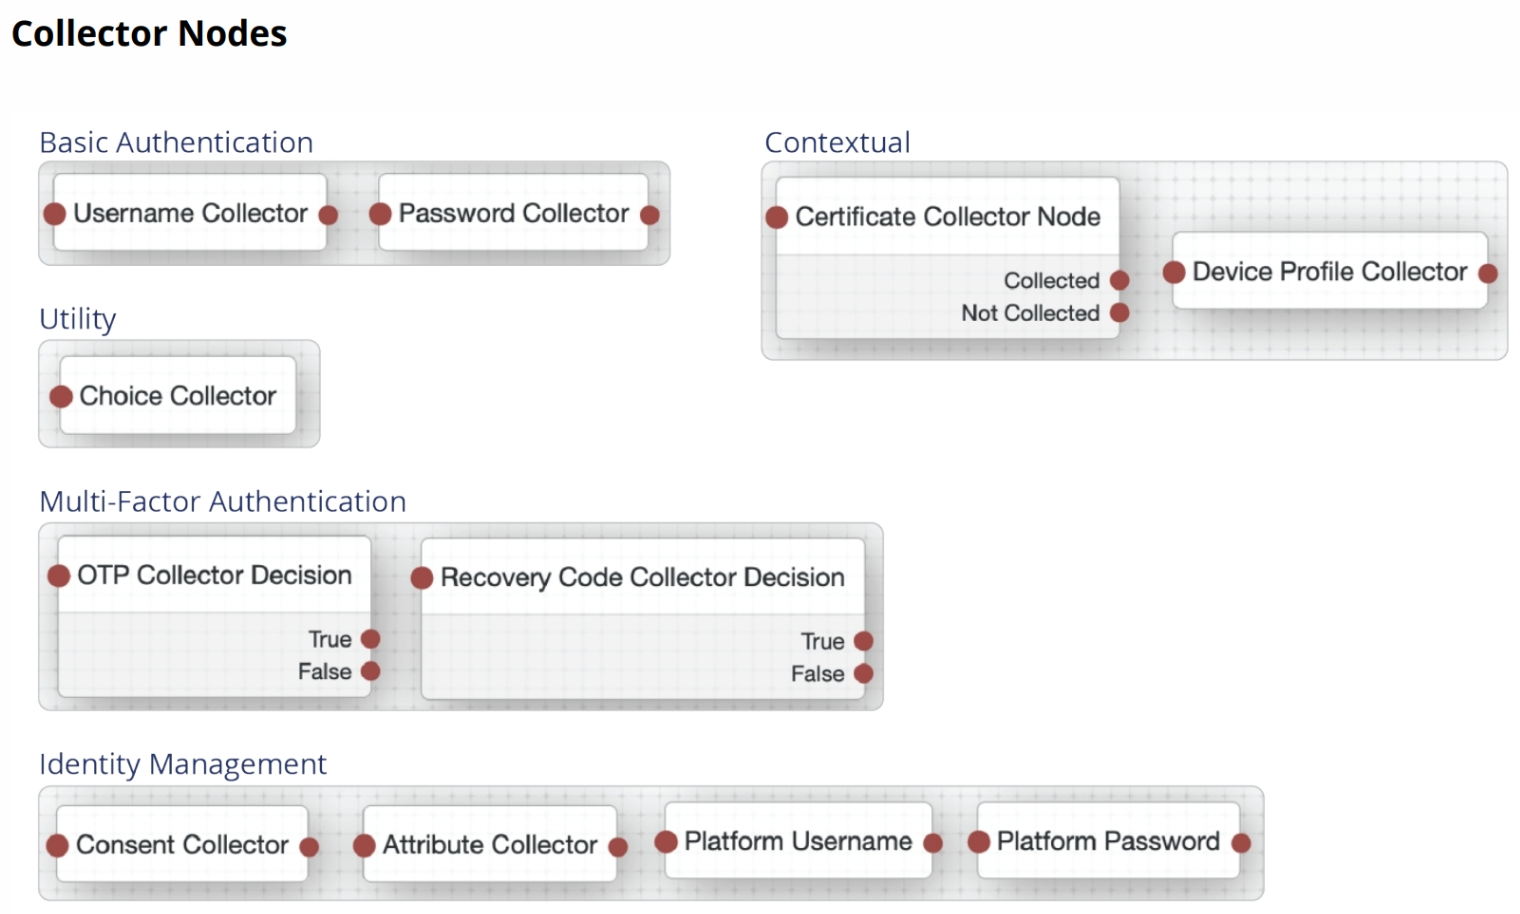 Collector Nodes
Basic Authentication
Username Collector
Password Collector
Contextual
Certificate Collector Node
Collected
Not Collected
Device Profile Collector
Utility
Choice Collector
Multi-Factor Authentication
OTP Collector Decision
True
False
Recovery Code Collector Decision
True
False
Identity Management
Consent Collector
Attribute Collector
Platform Username
Platform Password